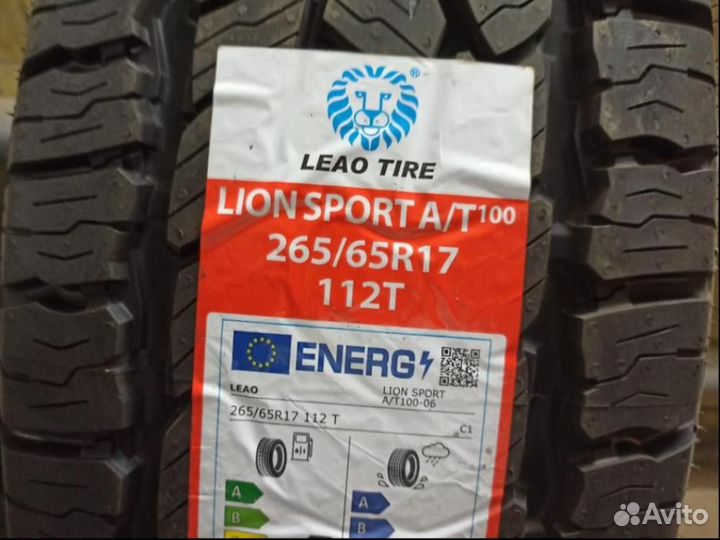 ®
LEAO TIRE
LION SPORT A/T100
265/65R17
112T
ENERG
LEAO
LION SPORT
A/T100-06
265/65R17 112 T
C1
A
B
A
B
Avito